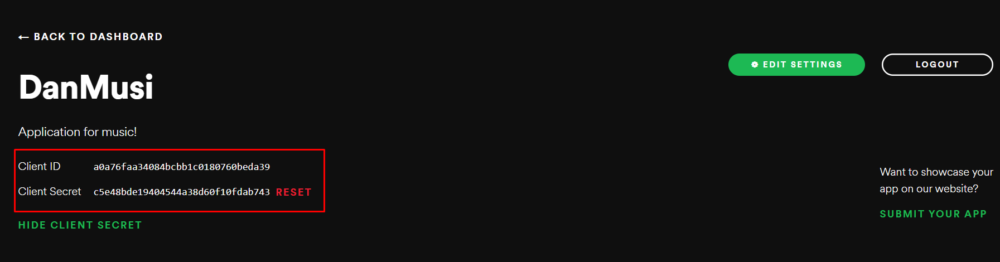 ← BACK TO DASHBOARD
EDIT SETTINGS
LOGOUT
DanMusi
Application for music!
Client ID a0a76faa34084bcbb1c0180760beda39
Client Secret c5e48bde19404544a38d60f10fdab743 RESET
HIDE CLIENT SECRET
Want to showcase your
app on our website?
SUBMIT YOUR APP